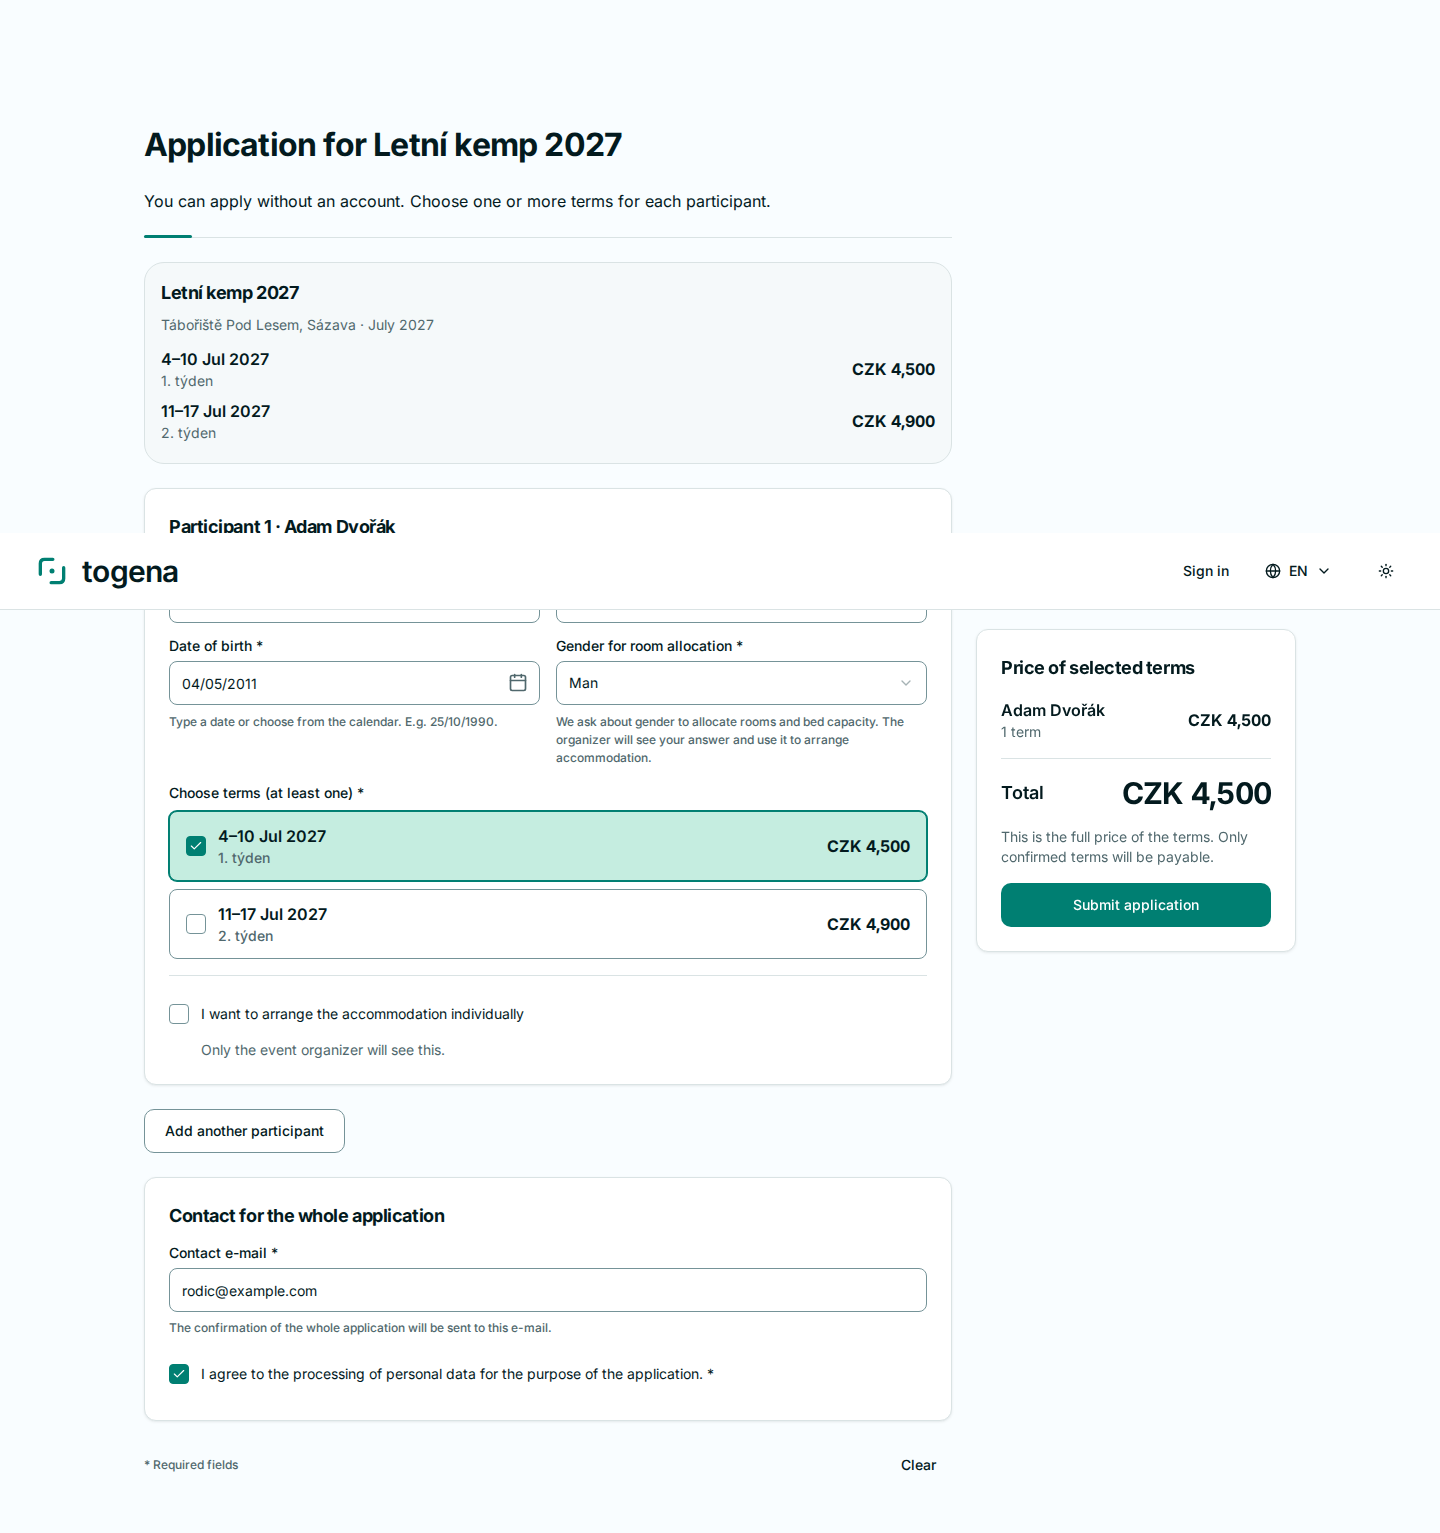 Application for Letní kemp 2027
You can apply without an account. Choose one or more terms for each participant.
Letní kemp 2027
Tábořiště Pod Lesem, Sázava · July 2027
4–10 Jul 2027
1. týden
CZK 4,500
11–17 Jul 2027
2. týden
CZK 4,900
Participant 1 · Adam Dvořák
togena
Sign in
EN
Date of birth *
04/05/2011
Type a date or choose from the calendar. E.g. 25/10/1990.
Gender for room allocation *
Man
We ask about gender to allocate rooms and bed capacity. The
organizer will see your answer and use it to arrange
accommodation.
Choose terms (at least one) *
4–10 Jul 2027
1. týden
CZK 4,500
11–17 Jul 2027
2. týden
CZK 4,900
I want to arrange the accommodation individually
Only the event organizer will see this.
Add another participant
Contact for the whole application
Contact e-mail *
rodic@example.com
The confirmation of the whole application will be sent to this e-mail.
I agree to the processing of personal data for the purpose of the application. *
* Required fields
Clear
Price of selected terms
Adam Dvořák
1 term
CZK 4,500
Total
CZK 4,500
This is the full price of the terms. Only
confirmed terms will be payable.
Submit application